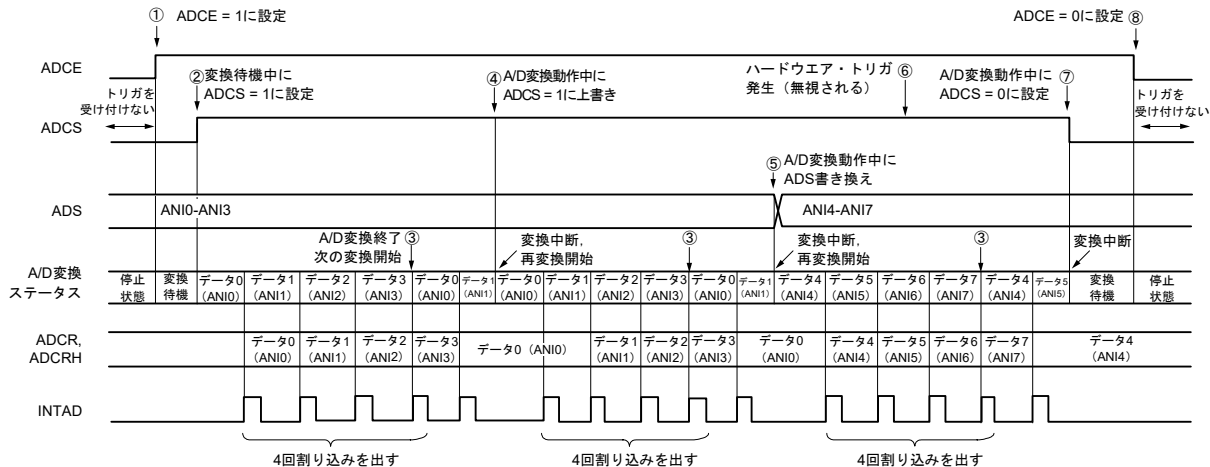 ① ADCE = 1に設定
ADCE = 0に設定 ⑧
ADCE
②変換待機中に
ADCS = 1に設定
④A/D変換動作中に
ADCS = 1に上書き
ハードウエア・トリガ ⑥
発生（無視される）
A/D変換動作中に ⑦
ADCS = 0に設定
トリガを
受け付けない
トリガを
受け付けない
ADCS
⑤A/D変換動作中に
ADS書き換え
ADS
ANI0-ANI3
ANI4-ANI7
A/D変換終了③
次の変換開始
変換中断,
再変換開始
③
変換中断,
再変換開始
③
変換中断
A/D変換
ステータス
停止
状態
変換
待機
データ0
（ANI0）
データ1
（ANI1）
データ2
（ANI2）
データ3
（ANI3）
データ0
（ANI0）
データ1
（ANI1）
データ0
（ANI0）
データ1
（ANI1）
データ2
（ANI2）
データ3
（ANI3）
データ0
（ANI0）
データ1
（ANI1）
データ4
（ANI4）
データ5
（ANI5）
データ6
（ANI6）
データ7
（ANI7）
データ4
（ANI4）
データ5
（ANI5）
変換
待機
停止
状態
ADCR,
ADCRH
データ0
（ANI0）
データ1
（ANI1）
データ2
（ANI2）
データ3
（ANI3）
データ0（ANI0）
データ1
（ANI1）
データ2
（ANI2）
データ3
（ANI3）
データ0
（ANI0）
データ4
（ANI4）
データ5
（ANI5）
データ6
（ANI6）
データ7
（ANI7）
データ4
（ANI4）
INTAD
4回割り込みを出す
4回割り込みを出す
4回割り込みを出す